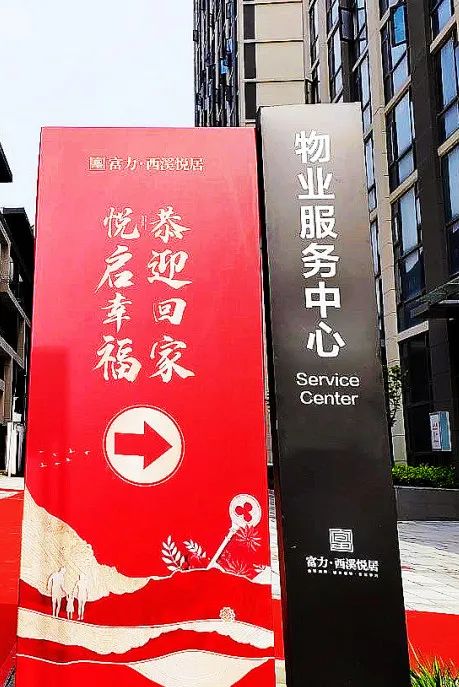 富力·西溪悦居
恭迎回家
悦启幸福
物业服务中心
Service
Center
富力·西溪悦居